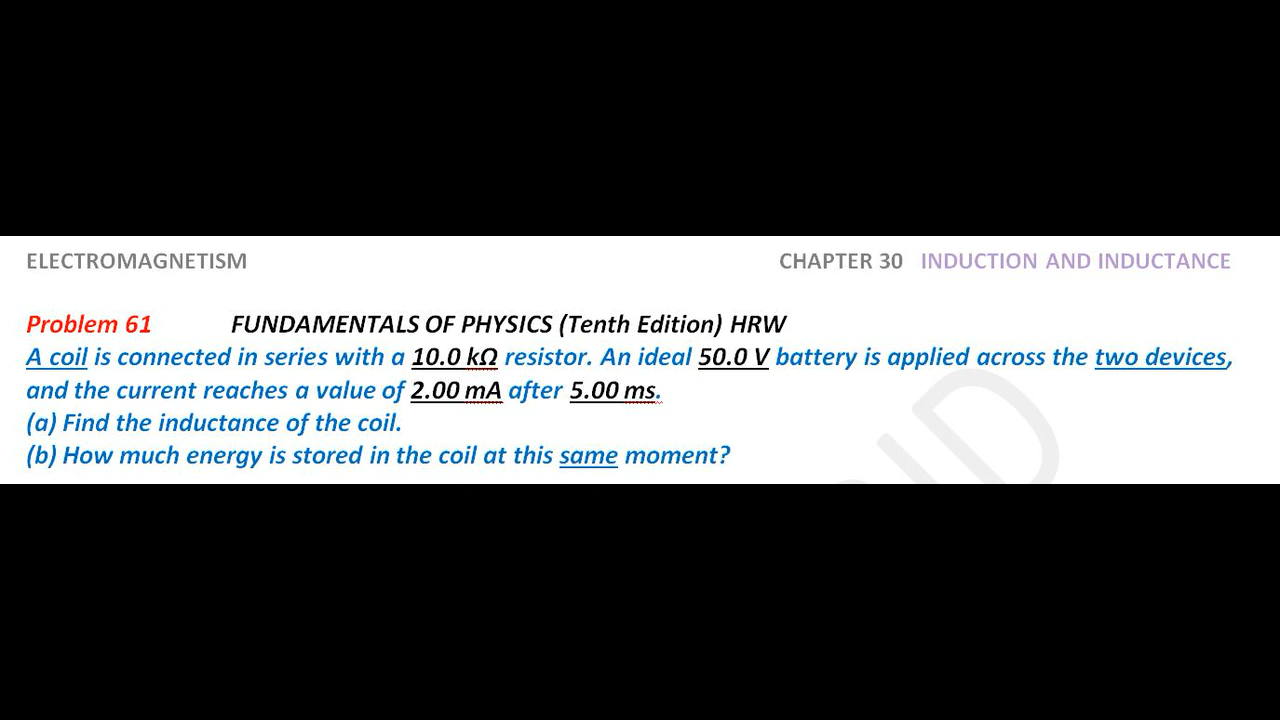 ELECTROMAGNETISM CHAPTER 30 INDUCTION AND INDUCTANCE
Problem 61 FUNDAMENTALS OF PHYSICS (Tenth Edition) HRW
A coil is connected in series with a 10.0 kΩ resistor. An ideal 50.0 V battery is applied across the two devices,
and the current reaches a value of 2.00 mA after 5.00 ms.
(a) Find the inductance of the coil.
(b) How much energy is stored in the coil at this same moment?